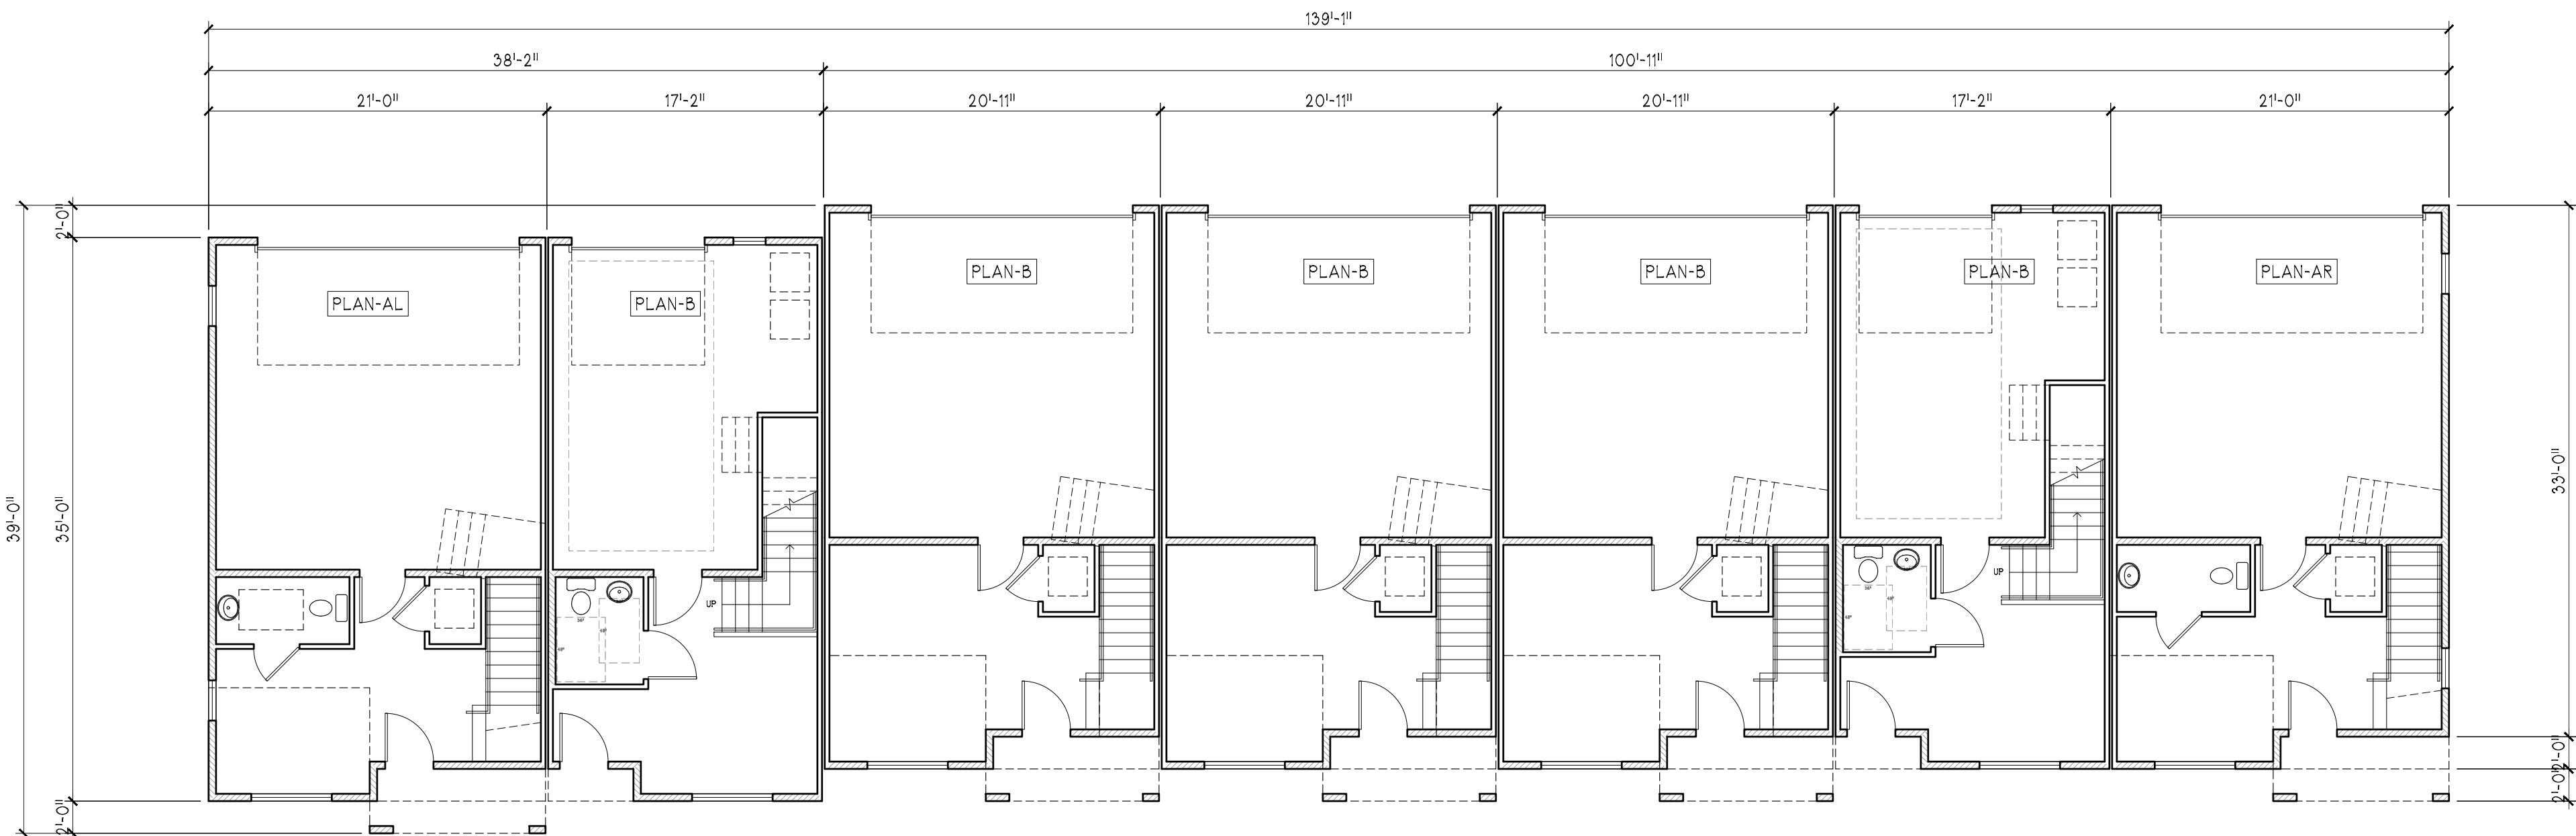 139'-1"
38'-2" 100'-11"
21'-0" 17'-2" 20'-11" 20'-11" 20'-11" 17'-2" 21'-0"
2'-0"
39'-0"
35'-0"
2'-0"
PLAN-AL
PLAN-B
PLAN-B
PLAN-B
PLAN-B
PLAN-B
PLAN-AR
33'-0"
2'-0"
2'-0"
UP
UP